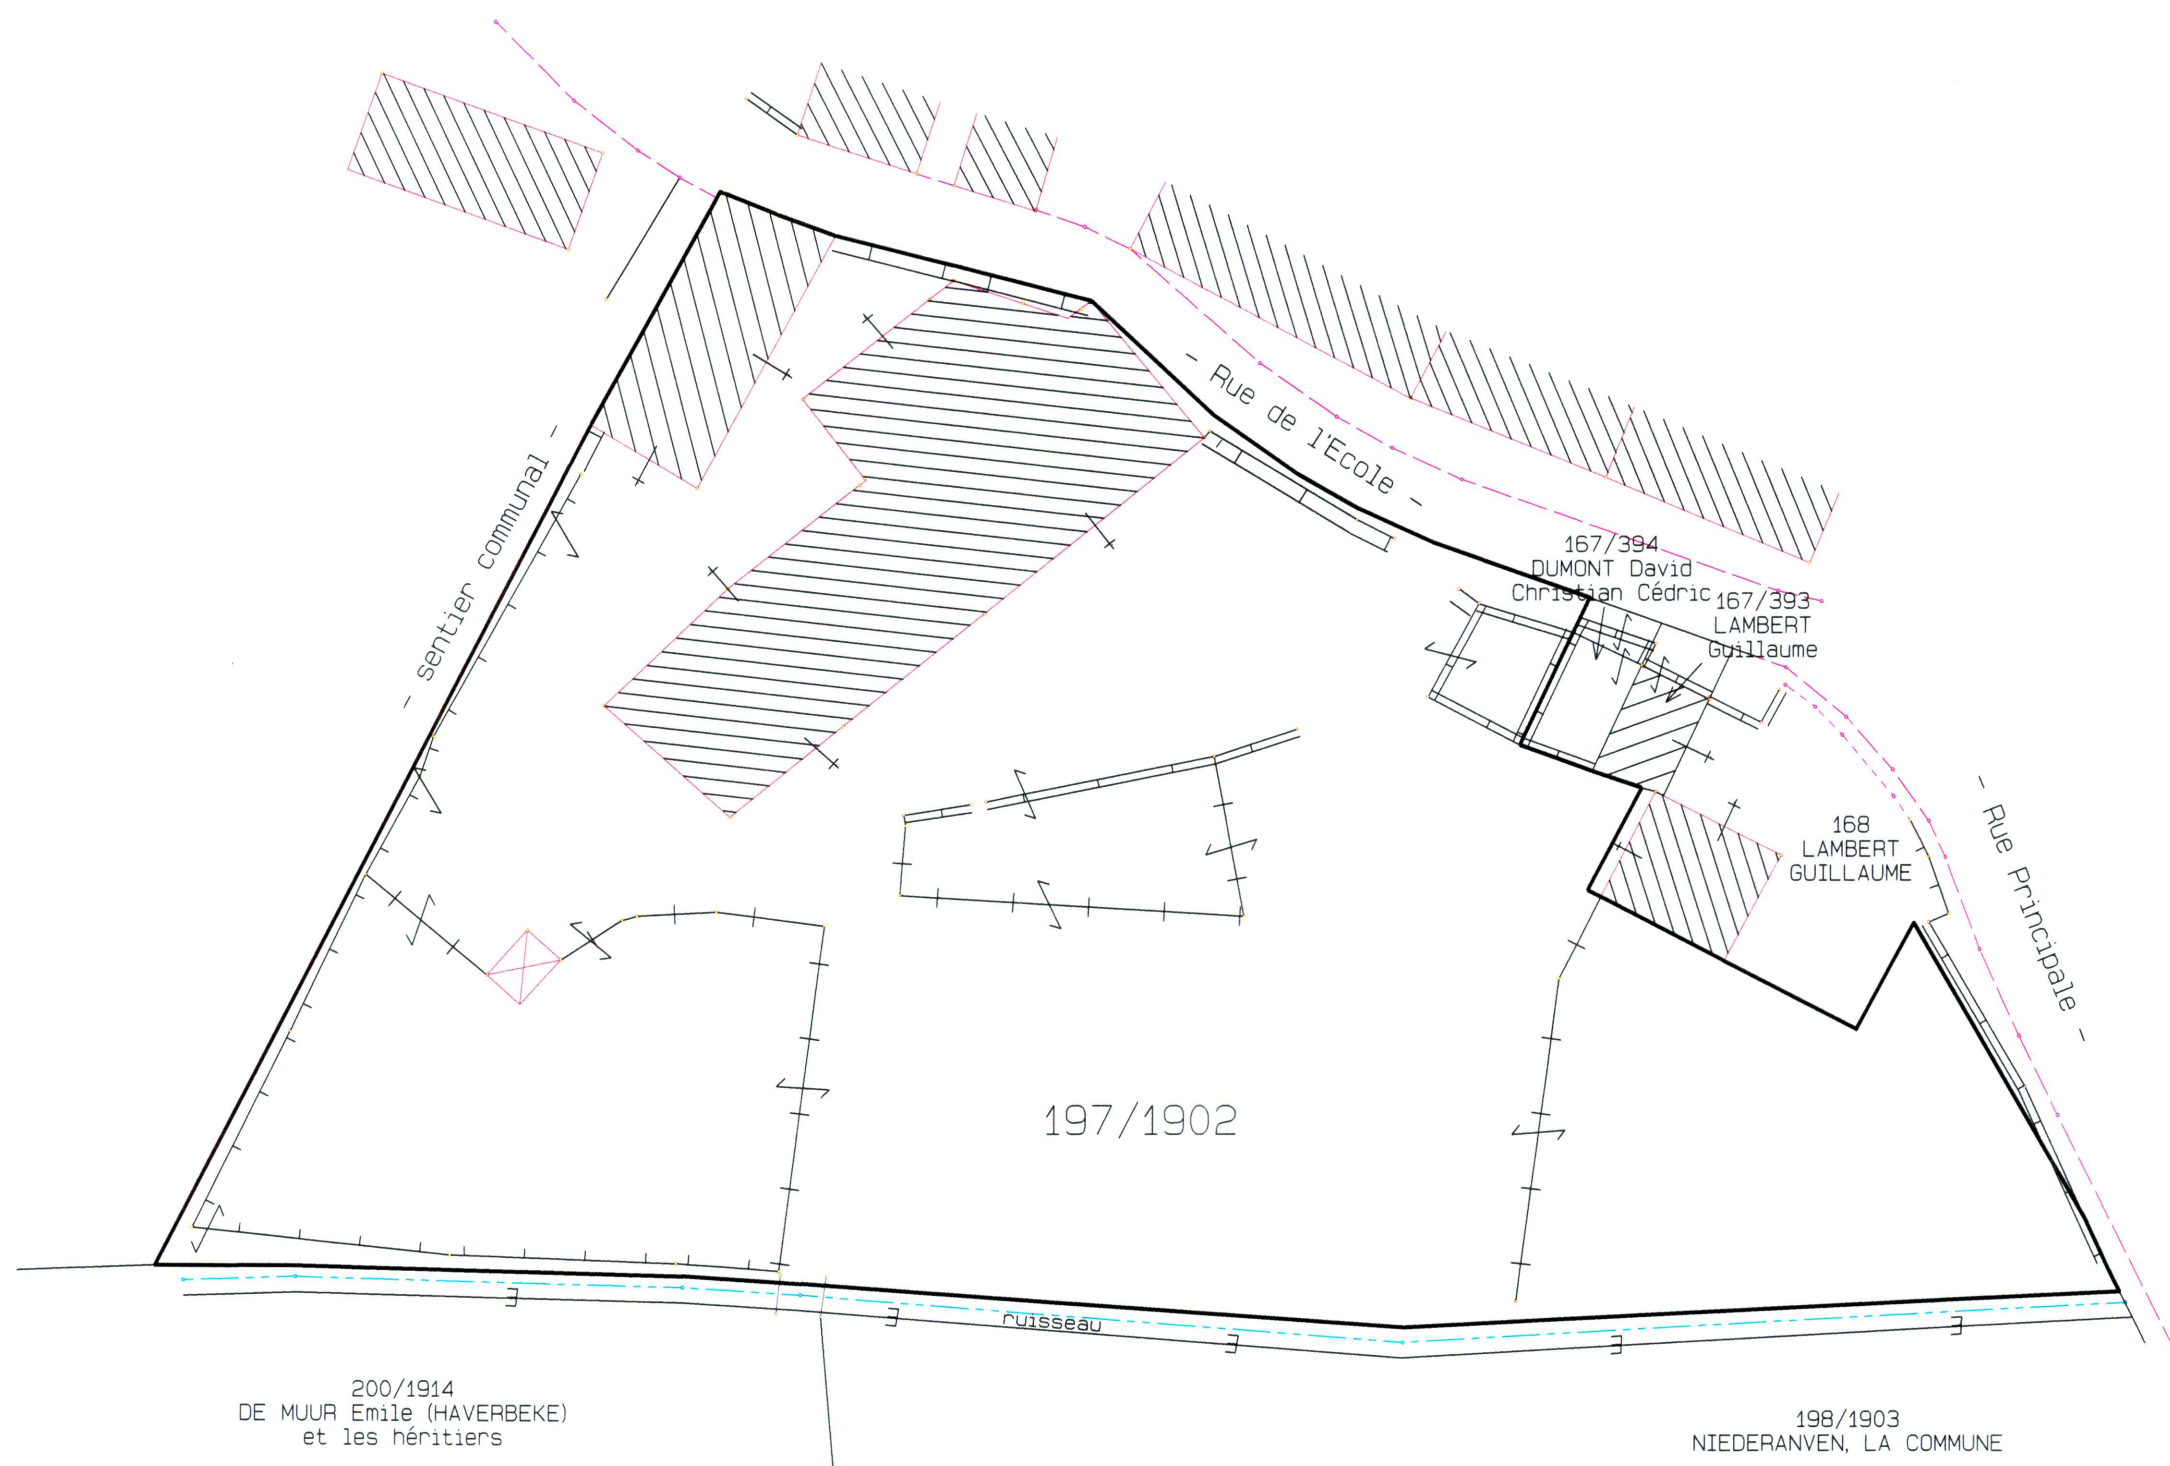 - Rue de l'Ecole -
- sentier communal -
167/394
DUMONT David
Christian Cédric
167/393
LAMBERT
Guillaume
168
LAMBERT
GUILLAUME
- Rue Principale -
197/1902
ruisseau
200/1914
DE MUUR Emile (HAVERBEKE)
et les héritiers
198/1903
NIEDERANVEN, LA COMMUNE